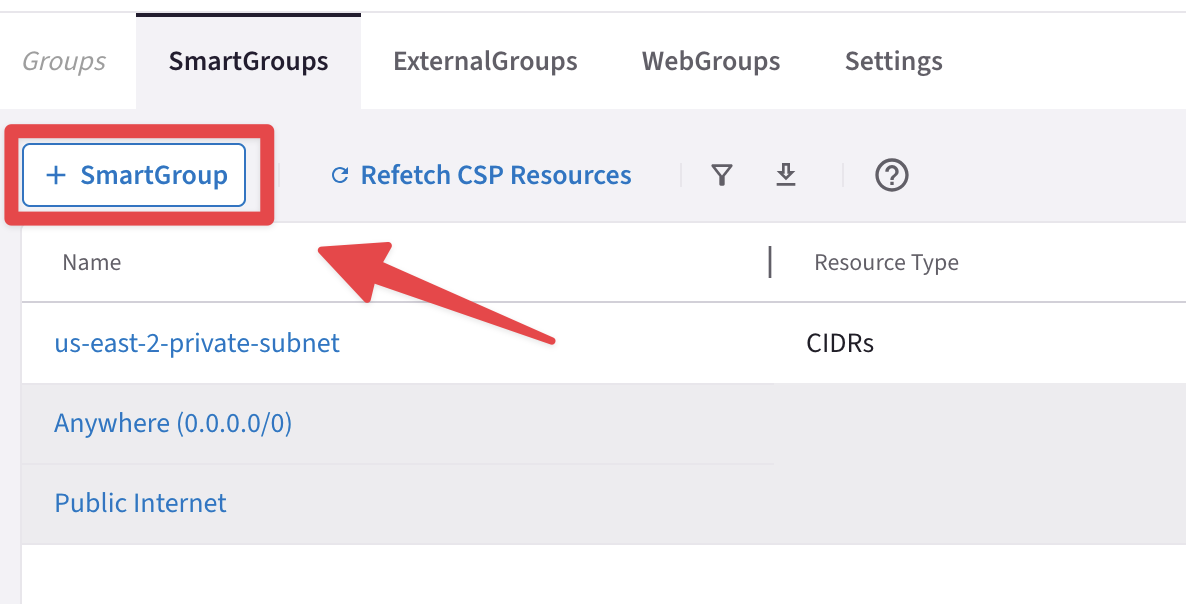 Groups SmartGroups ExternalGroups WebGroups Settings
+ SmartGroup Refetch CSP Resources ?
Name Resource Type
us-east-2-private-subnet CIDRs
Anywhere (0.0.0.0/0)
Public Internet